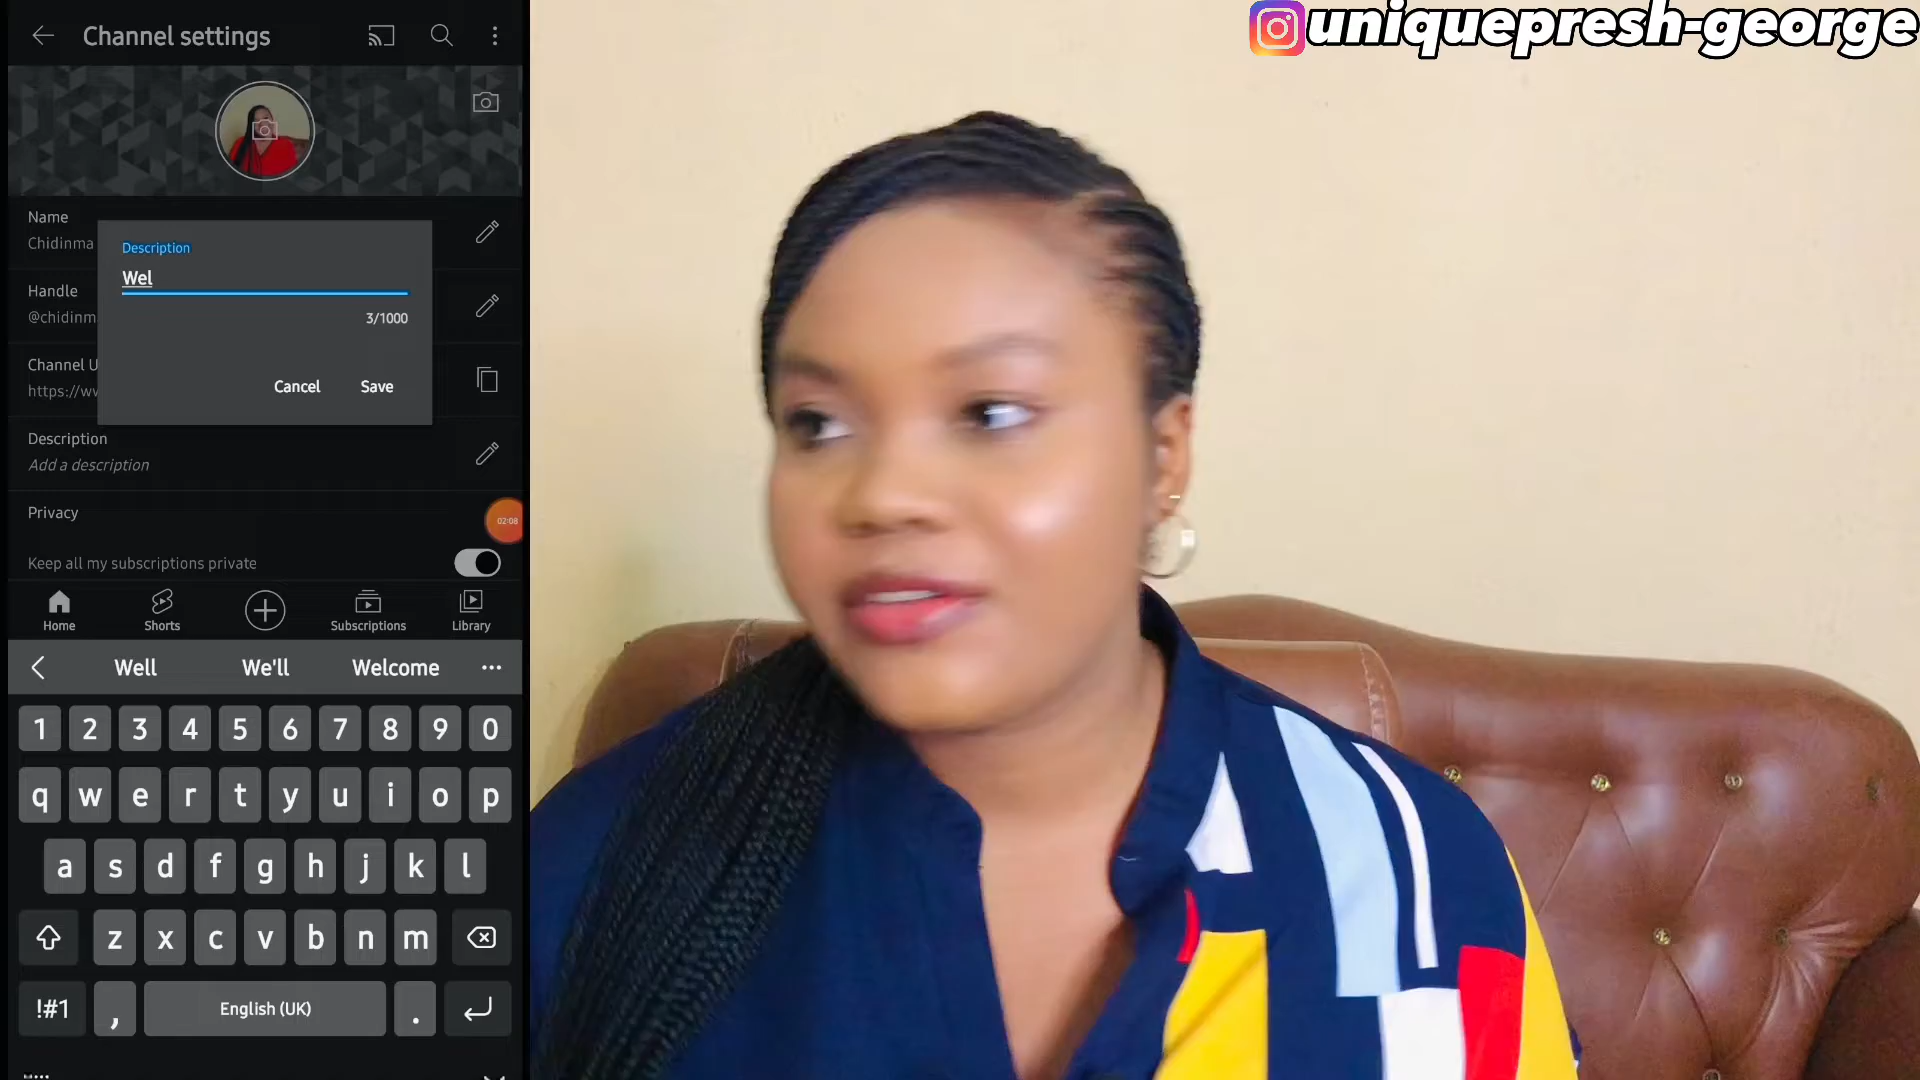 uniquepresh-george
Channel settings
Name
Chidinma
Description
Wel
3/1000
Cancel
Save
Handle
@chidinm
Channel U
https://ww
Description
Add a description
Privacy
02:08
Keep all my subscriptions private
Home
Shorts
Subscriptions
Library
Well We'll Welcome
1 2 3 4 5 6 7 8 9 0
q w e r t y u i o p
a s d f g h j k l
z x c v b n m
!#1 , English (UK) .